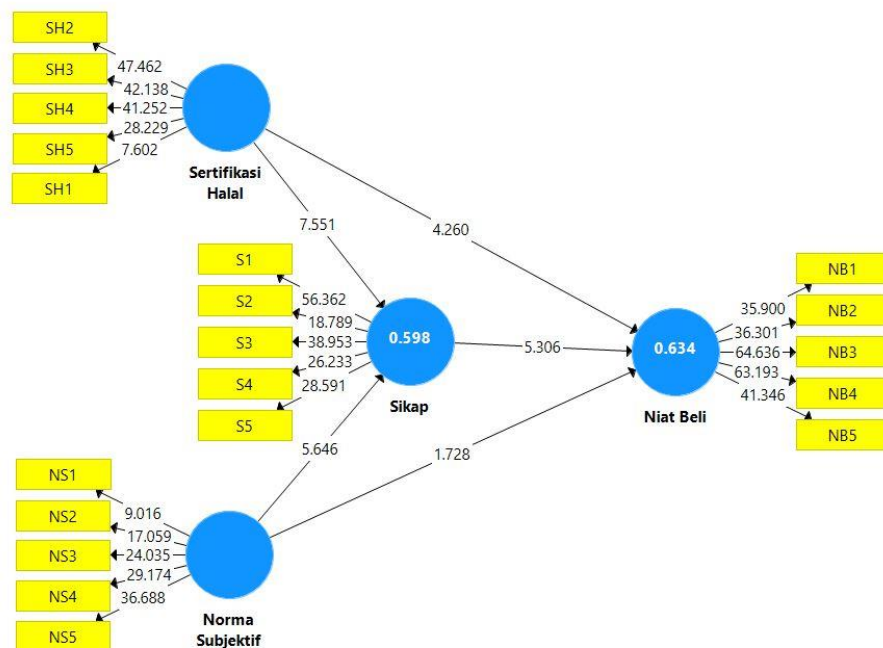 SH2
SH3
SH4
SH5
SH1
47.462
42.138
41.252
28.229
7.602
Sertifikasi
Halal
7.551
4.260
S1
S2
S3
S4
S5
56.362
18.789
38.953
26.233
28.591
0.598
Sikap
5.306
0.634
Niat Beli
35.900
36.301
64.636
63.193
41.346
NB1
NB2
NB3
NB4
NB5
5.646
1.728
NS1
NS2
NS3
NS4
NS5
9.016
17.059
24.035
29.174
36.688
Norma
Subjektif